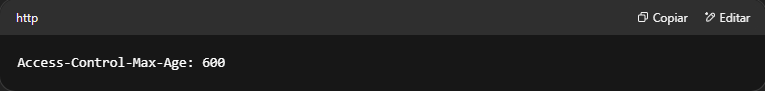 http
Copiar
Editar
Access-Control-Max-Age: 600